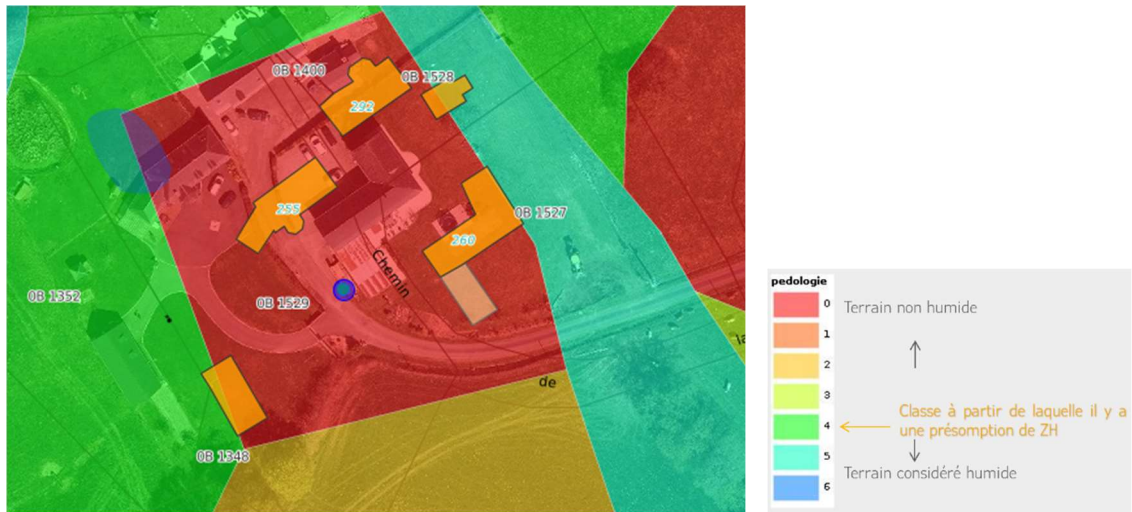 0B 1400
0B 1528
292
255
0B 1527
260
Chemin
0B 1352
0B 1529
la
de
0B 1348
pedologie
0 Terrain non humide
1
2
3
4 Classe à partir de laquelle il y a
une présomption de ZH
5 Terrain considéré humide
6